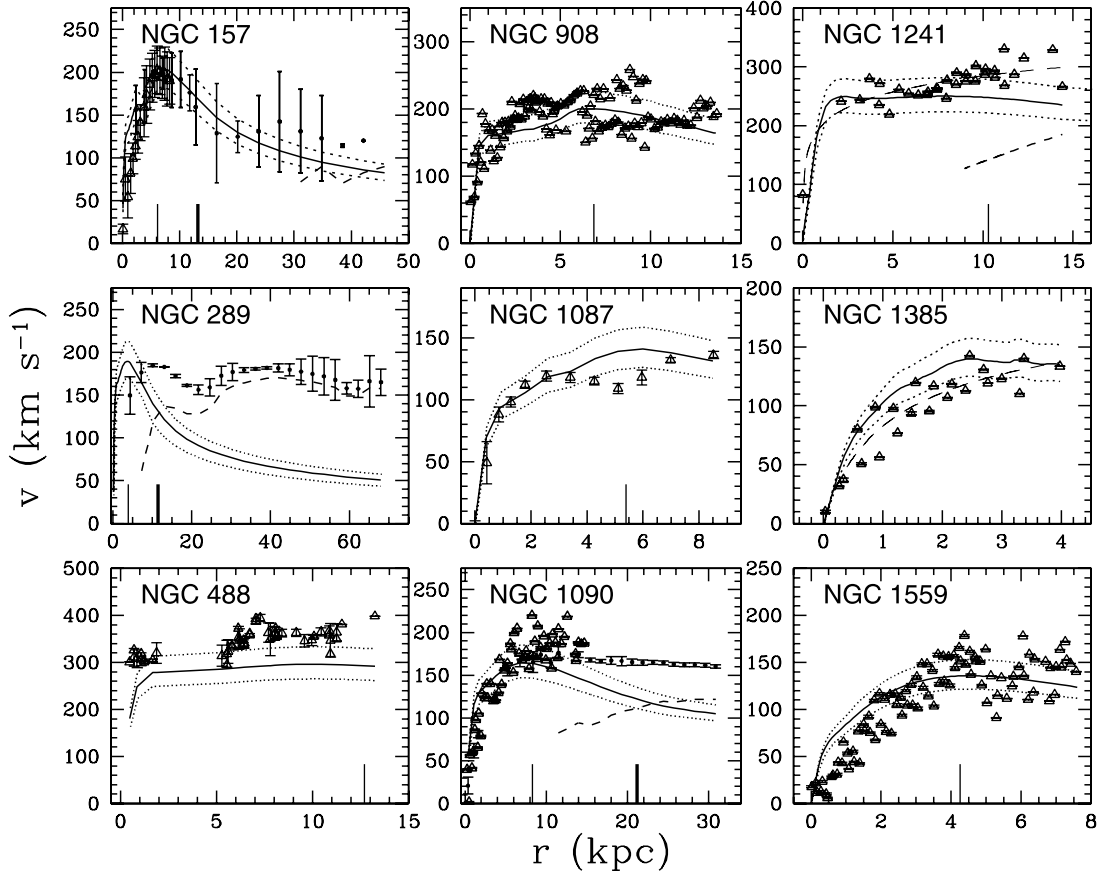 NGC 157
NGC 908
NGC 1241
0 50 100 150 200 250
0 100 200 300
0 100 200 300 400
0 10 20 30 40 50
0 5 10 15
0 5 10 15
NGC 289
NGC 1087
NGC 1385
0 50 100 150 200 250
0 50 100 150
0 50 100 150 200
0 20 40 60
0 2 4 6 8
0 1 2 3 4
NGC 488
NGC 1090
NGC 1559
0 100 200 300 400 500
0 50 100 150 200 250
0 50 100 150 200 250
0 5 10 15
0 10 20 30
0 2 4 6 8
v (km s⁻¹)
r (kpc)